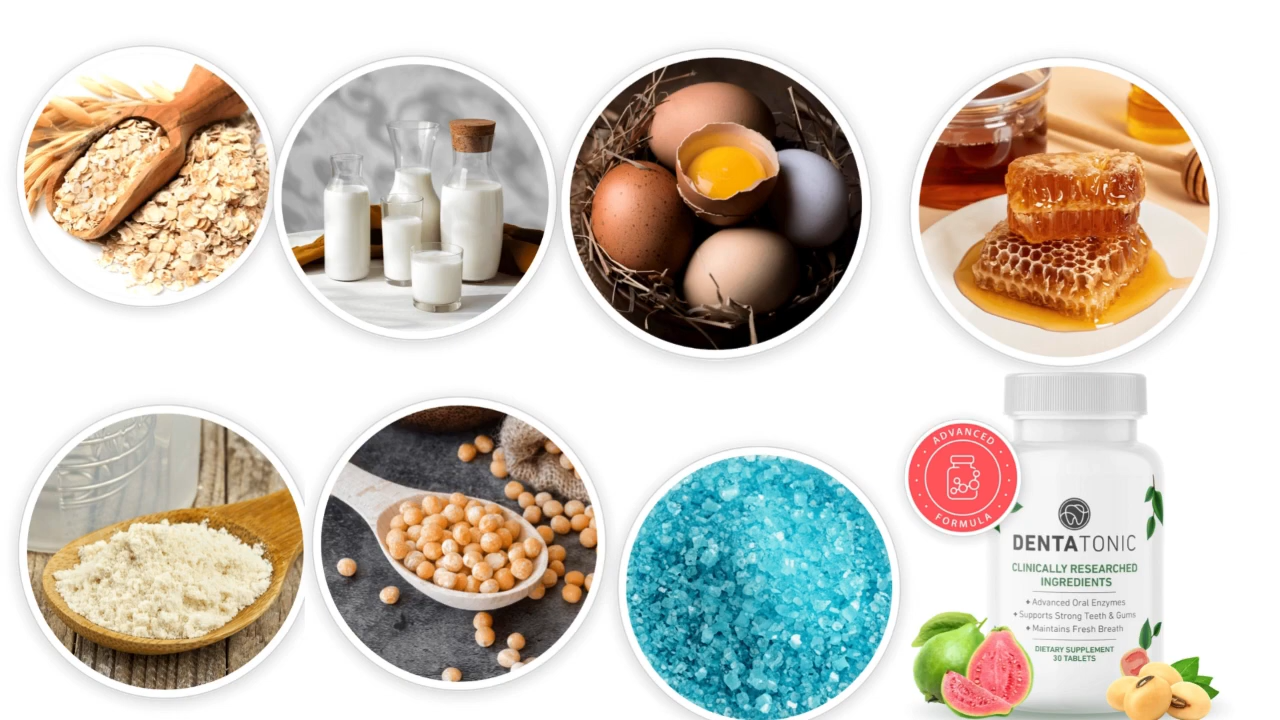 ADVANCED
FORMULA
DENTATONIC
CLINICALLY RESEARCHED
INGREDIENTS
+ Advanced Oral Enzymes
+ Supports Strong Teeth & Gums
+ Maintains Fresh Breath
DIETARY SUPPLEMENT
30 TABLETS